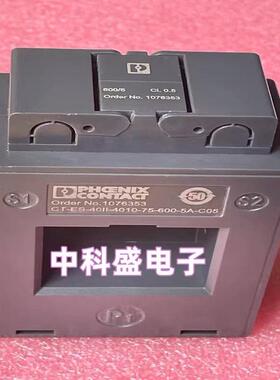 600/5 CL 0.5
Order No. 1076353
S1
PHŒNIX
CONTACT
50
S2
Order No.1076353
CT-ES-40II-4010-75-600-5A-C05
中科盛电子
P1